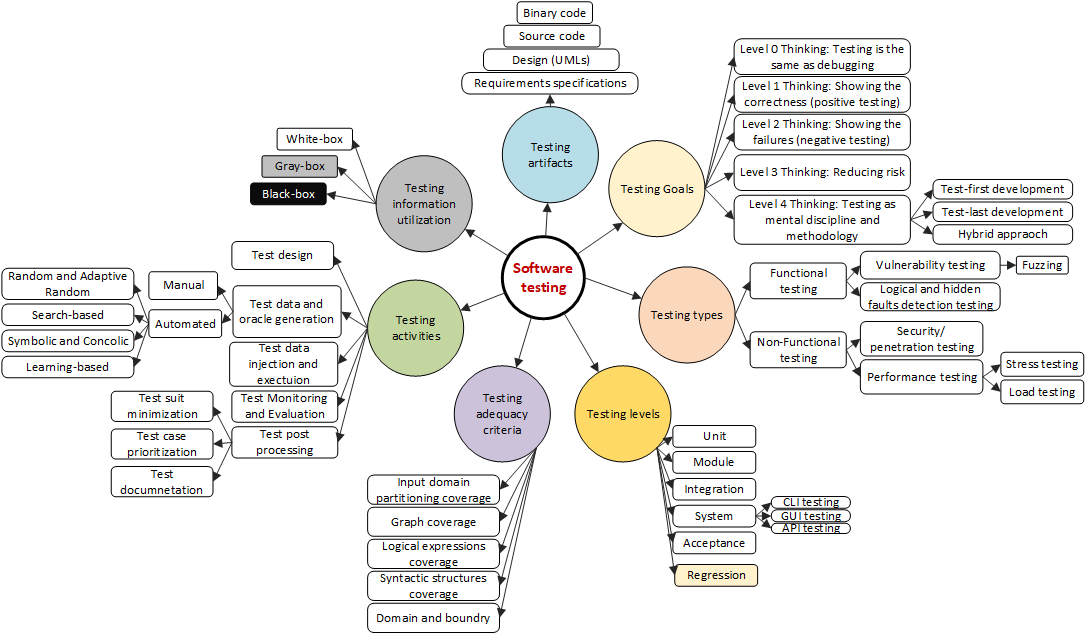 Binary code
Source code
Design (UMLs)
Requirements specifications
Testing
artifacts
Level 0 Thinking: Testing is the
same as debugging
Level 1 Thinking: Showing the
correctness (positive testing)
Level 2 Thinking: Showing the
failures (negative testing)
Level 3 Thinking: Reducing risk
Level 4 Thinking: Testing as
mental discipline and
methodology
Testing Goals
Test-first development
Test-last development
Hybrid appraoch
White-box
Gray-box
Black-box
Testing
information
utilization
Software
testing
Testing types
Functional
testing
Vulnerability testing
Fuzzing
Logical and hidden
faults detection testing
Non-Functional
testing
Security/
penetration testing
Performance testing
Stress testing
Load testing
Testing
activities
Test design
Test data and
oracle generation
Manual
Automated
Random and Adaptive
Random
Search-based
Symbolic and Concolic
Learning-based
Test data
injection and
exectuion
Test Monitoring
and Evaluation
Test post
processing
Test suit
minimization
Test case
prioritization
Test
documnetation
Testing
adequacy
criteria
Input domain
partitioning coverage
Graph coverage
Logical expressions
coverage
Syntactic structures
coverage
Domain and boundry
Testing levels
Unit
Module
Integration
System
CLI testing
GUI testing
API testing
Acceptance
Regression